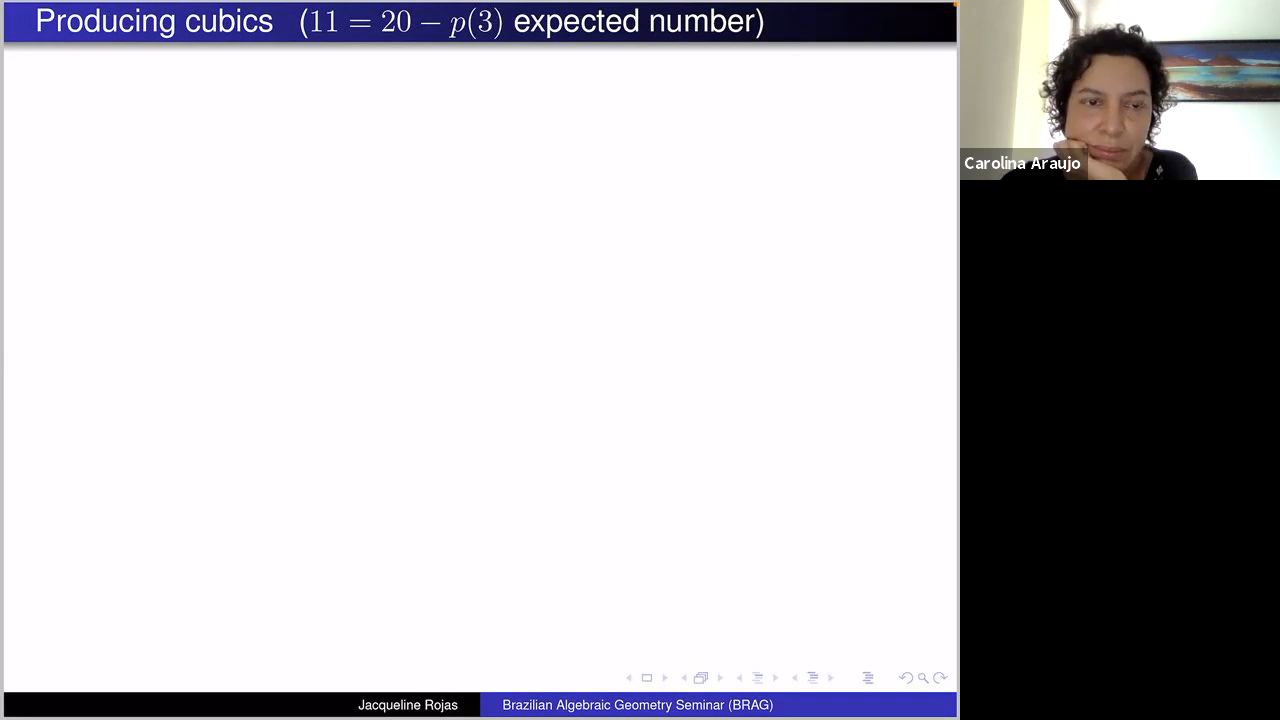 Producing cubics (11 = 20 − p(3) expected number)
Carolina Araujo
Jacqueline Rojas
Brazilian Algebraic Geometry Seminar (BRAG)